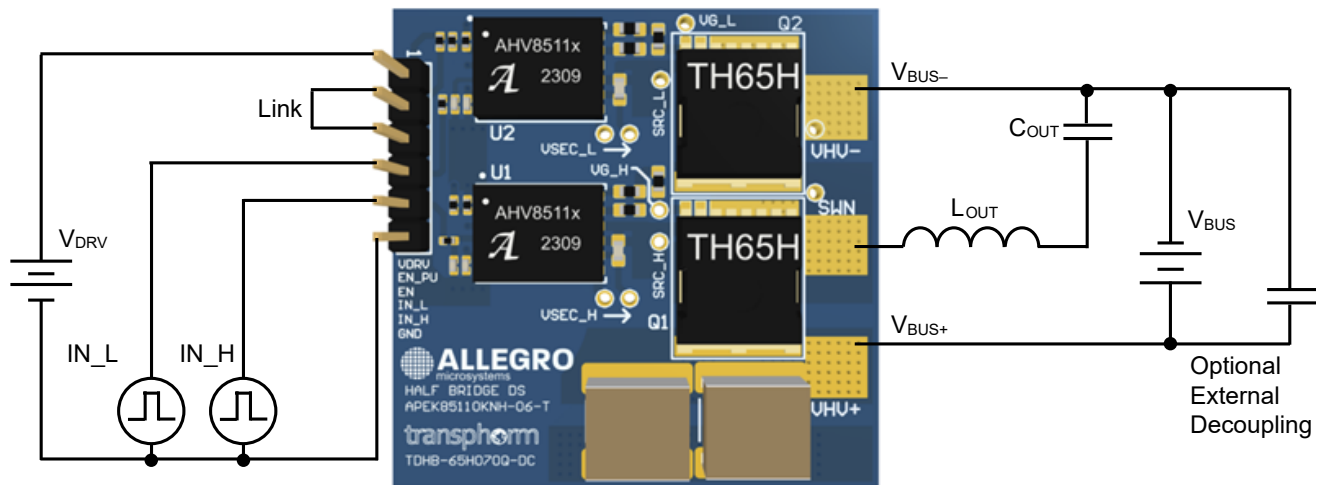 VG_L
Q2
1
AHV8511x
A 2309
U2
TH65H
SRC_L
VSEC_L
VHV-
VBUS–
COUT
Link
U1
VG_H
AHV8511x
A 2309
TH65H
SRC_H
SWN
LOUT
VBUS
VDRV
VDRV
EN_PU
EN
IN_L
IN_H
GND
VSEC_H
Q1
VBUS+
VHV+
IN_L
IN_H
ALLEGRO
microsystems
HALF BRIDGE DS
APEK85110KNH-06-T
transphorm
TDHB-65H070Q-DC
Optional
External
Decoupling